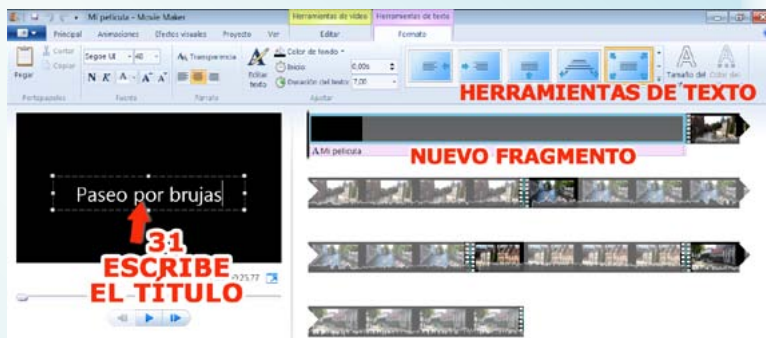 Mi película - Movie Maker
Herramientas de vídeo
Herramientas de texto
Principal
Animaciones
Efectos visuales
Proyecto
Ver
Editar
Formato
Pegar
Cortar
Copiar
Segoe UI
48
N K A A A
Transparencia
Editar texto
Color de fondo
Inicio 0,00s
Duración del texto: 7,00
Tamaño del
Color del
Portapapeles
Fuente
Párrafo
Ajustar
HERRAMIENTAS DE TEXTO
Paseo por brujas
31
ESCRIBE
EL TÍTULO
A Mi película
NUEVO FRAGMENTO